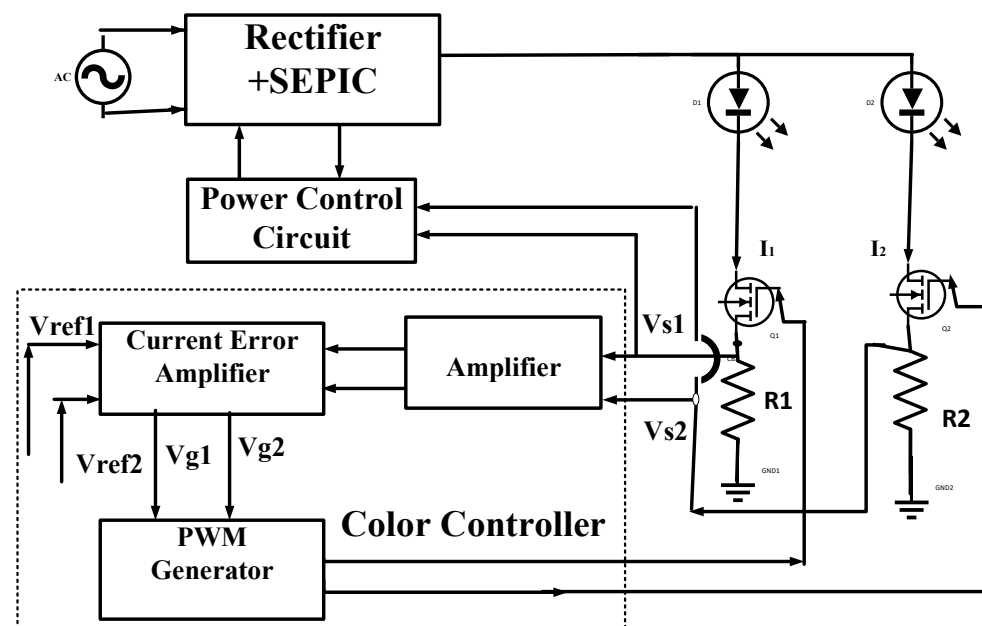 Rectifier
+SEPIC
AC
D1
D2
Power Control
Circuit
I1
I2
Q1
Q2
Vref1
Current Error
Amplifier
Amplifier
Vs1
R1
R2
Vs2
Vref2
Vg1
Vg2
GND1
GND2
Color Controller
PWM
Generator